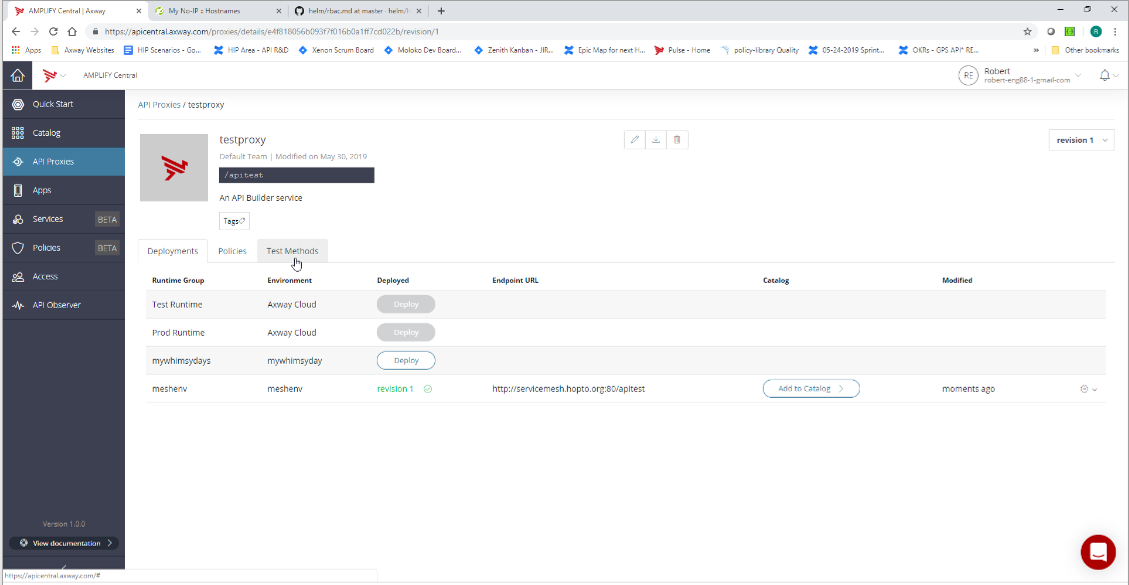 AMPLIFY Central | Axway
My No-IP :: Hostnames
helm/rbac.md at master · helm/h
https://apicentral.axway.com/proxies/details/e4f818056b093f7f016b0a1ff7cd022b/revision/1
Apps
Axway Websites
HIP Scenarios - Go...
HIP Area - API R&D
Xenon Scrum Board
Moloko Dev Board...
Zenith Kanban - JIR...
Epic Map for next H...
Pulse - Home
policy-library Quality
05-24-2019 Sprint...
OKRs - GPS API* RE...
»
Other bookmarks
AMPLIFY Central
RE
Robert
robert-eng88-1-gmail-com
Quick Start
Catalog
API Proxies
Apps
Services BETA
Policies BETA
Access
API Observer
Version 1.0.0
View documentation
API Proxies / testproxy
testproxy
Default Team | Modified on May 30, 2019
/apitest
An API Builder service
Tags
revision 1
Deployments Policies Test Methods
Runtime Group Environment Deployed Endpoint URL Catalog Modified
Test Runtime Axway Cloud Deploy
Prod Runtime Axway Cloud Deploy
mywhimsydays mywhimsyday Deploy
meshenv meshenv revision 1 http://servicemesh.hopto.org:80/apitest Add to Catalog moments ago
https://apicentral.axway.com/#